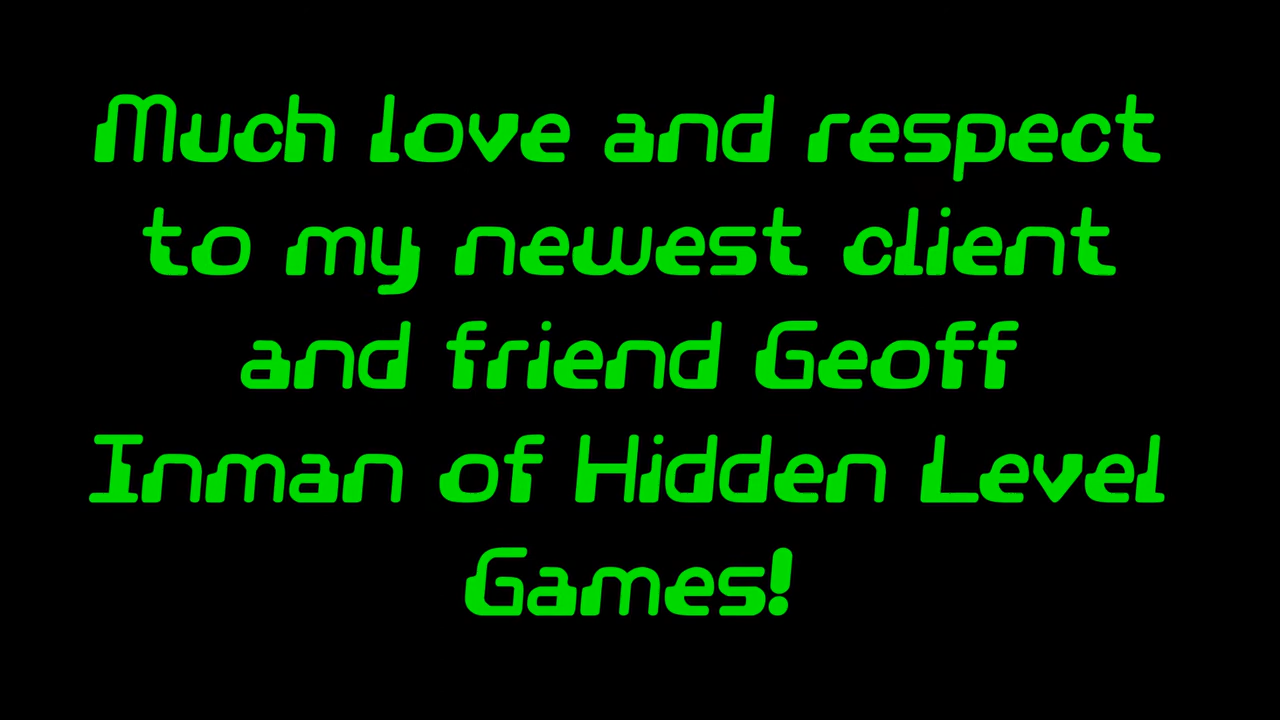 Much love and respect
to my newest client
and friend Geoff
Inman of Hidden Level
Games!